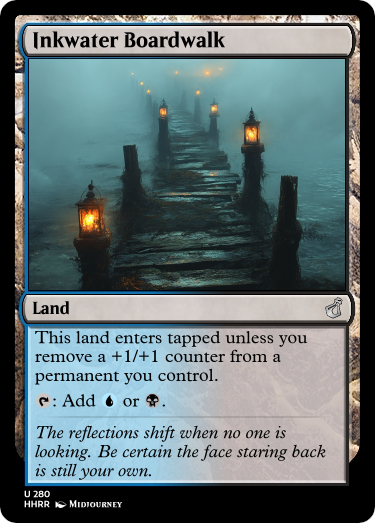 Inkwater Boardwalk
Land
This land enters tapped unless you
remove a +1/+1 counter from a
permanent you control.
: Add or .
The reflections shift when no one is
looking. Be certain the face staring back
is still your own.
U 280
HHRR Midjourney